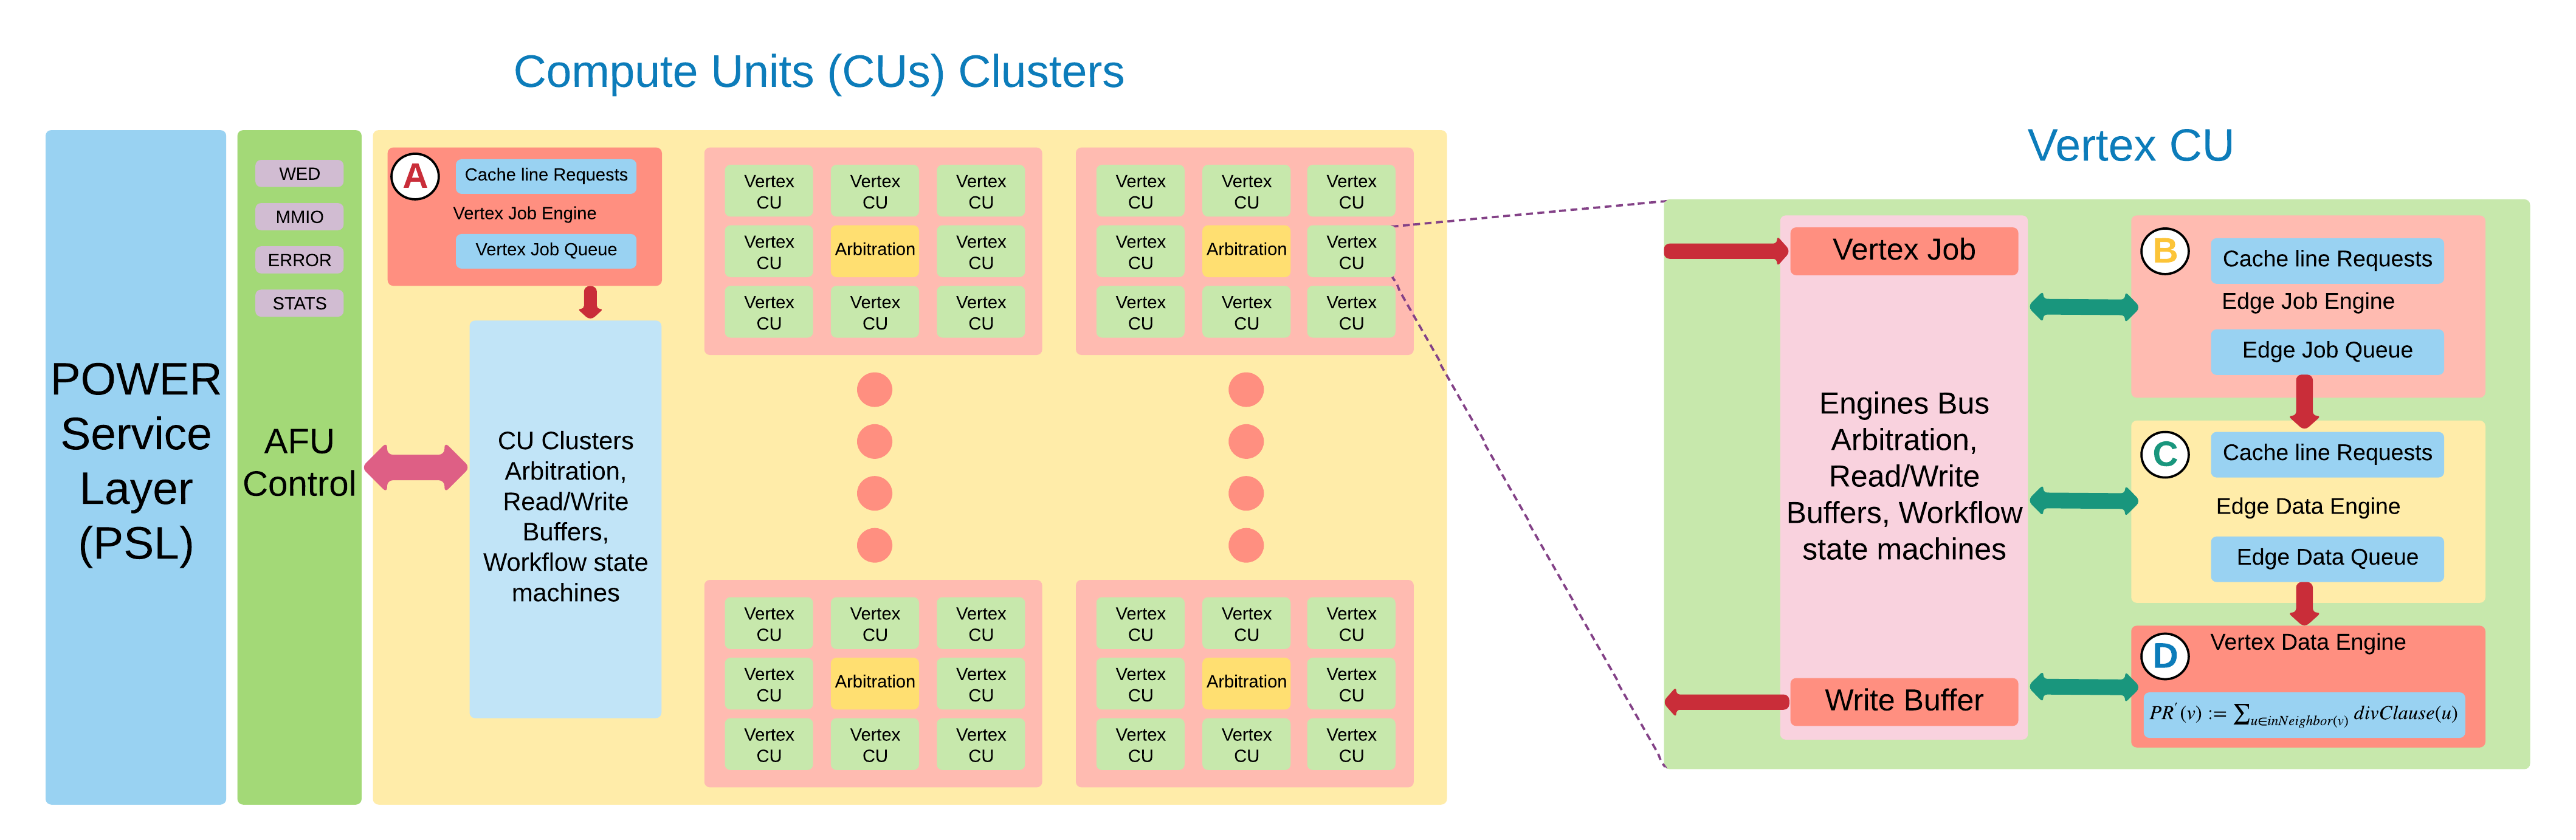 Compute Units (CUs) Clusters
POWER
Service
Layer
(PSL)
WED
MMIO
ERROR
STATS
AFU
Control
A
Cache line Requests
Vertex Job Engine
Vertex Job Queue
CU Clusters
Arbitration,
Read/Write
Buffers,
Workflow state
machines
Vertex CU
Vertex CU
Vertex CU
Vertex CU
Arbitration
Vertex CU
Vertex CU
Vertex CU
Vertex CU
Vertex CU
Vertex CU
Vertex CU
Vertex CU
Arbitration
Vertex CU
Vertex CU
Vertex CU
Vertex CU
Vertex CU
Vertex CU
Vertex CU
Vertex CU
Arbitration
Vertex CU
Vertex CU
Vertex CU
Vertex CU
Vertex CU
Vertex CU
Vertex CU
Vertex CU
Arbitration
Vertex CU
Vertex CU
Vertex CU
Vertex CU
Vertex CU
Vertex Job
Engines Bus
Arbitration,
Read/Write
Buffers, Workflow
state machines
Write Buffer
B
Cache line Requests
Edge Job Engine
Edge Job Queue
C
Cache line Requests
Edge Data Engine
Edge Data Queue
D
Vertex Data Engine
PR′(v) := ∑u∈inNeighbor(v) divClause(u)